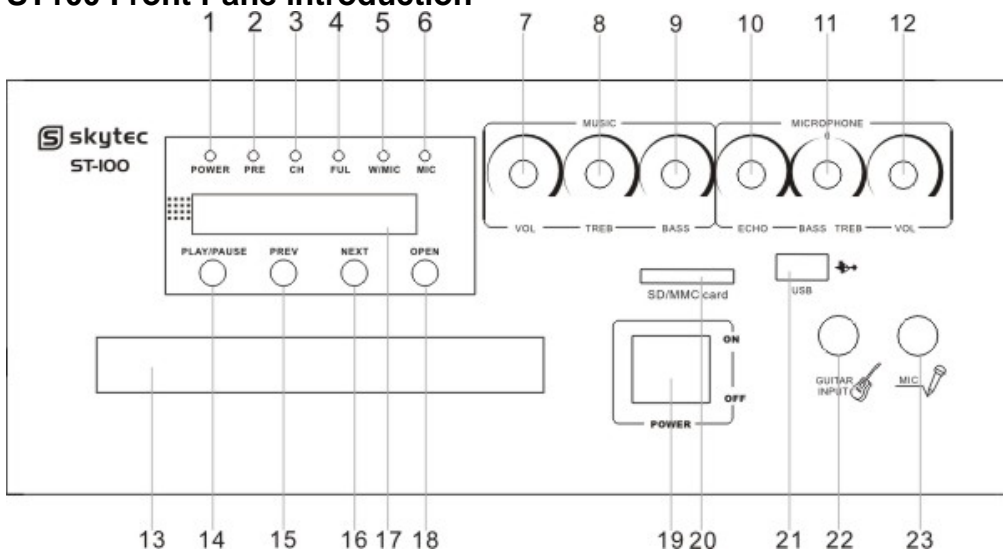 ST100 Front Pane Introduction
1 2 3 4 5 6 7 8 9 10 11 12
skytec
ST-100
POWER PRE CH FUL W/MIC MIC
PLAY/PAUSE PREV NEXT OPEN
MUSIC
VOL TREB BASS
MICROPHONE
0
ECHO BASS TREB VOL
SD/MMC card
USB
ON
OFF
POWER
GUITAR
INPUT
MIC
13 14 15 16 17 18 19 20 21 22 23